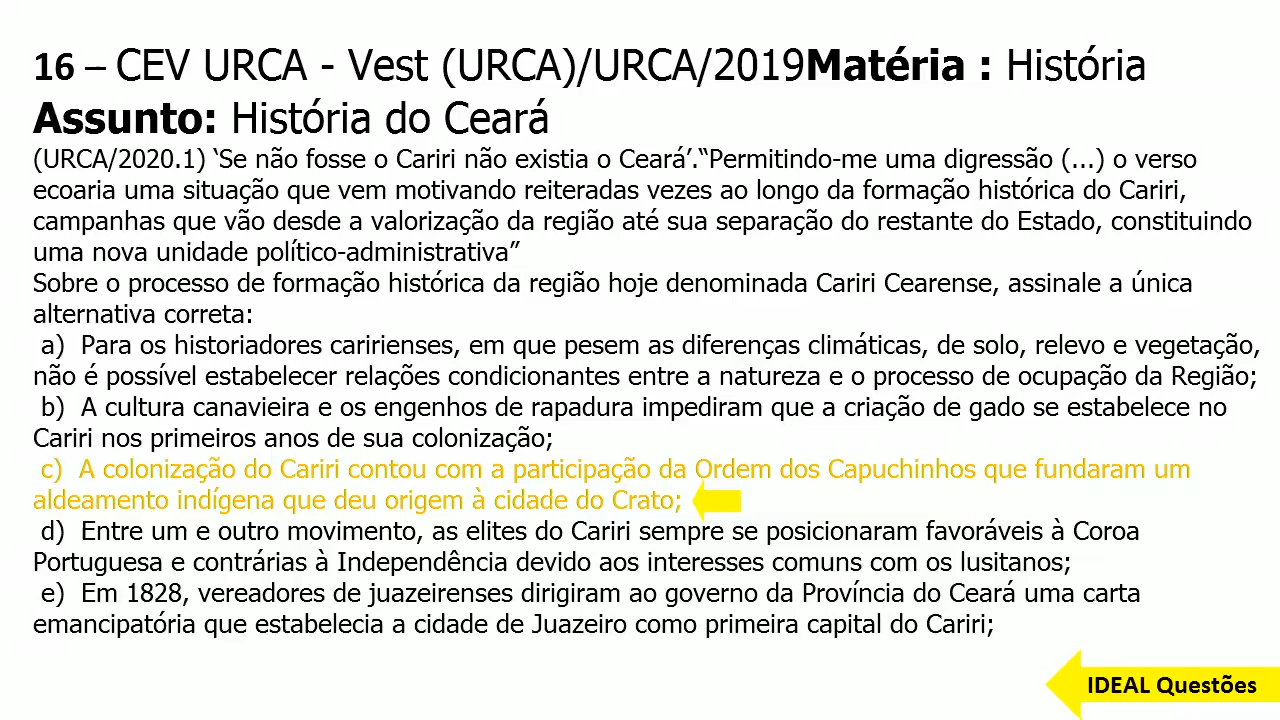 16 – CEV URCA - Vest (URCA)/URCA/2019Matéria : História
Assunto: História do Ceará
(URCA/2020.1) ‘Se não fosse o Cariri não existia o Ceará’.“Permitindo-me uma digressão (...) o verso
ecoaria uma situação que vem motivando reiteradas vezes ao longo da formação histórica do Cariri,
campanhas que vão desde a valorização da região até sua separação do restante do Estado, constituindo
uma nova unidade político-administrativa”
Sobre o processo de formação histórica da região hoje denominada Cariri Cearense, assinale a única
alternativa correta:
a) Para os historiadores caririenses, em que pesem as diferenças climáticas, de solo, relevo e vegetação,
não é possível estabelecer relações condicionantes entre a natureza e o processo de ocupação da Região;
b) A cultura canavieira e os engenhos de rapadura impediram que a criação de gado se estabelece no
Cariri nos primeiros anos de sua colonização;
c) A colonização do Cariri contou com a participação da Ordem dos Capuchinhos que fundaram um
aldeamento indígena que deu origem à cidade do Crato;
d) Entre um e outro movimento, as elites do Cariri sempre se posicionaram favoráveis à Coroa
Portuguesa e contrárias à Independência devido aos interesses comuns com os lusitanos;
e) Em 1828, vereadores de juazeirenses dirigiram ao governo da Província do Ceará uma carta
emancipatória que estabelecia a cidade de Juazeiro como primeira capital do Cariri;
IDEAL Questões